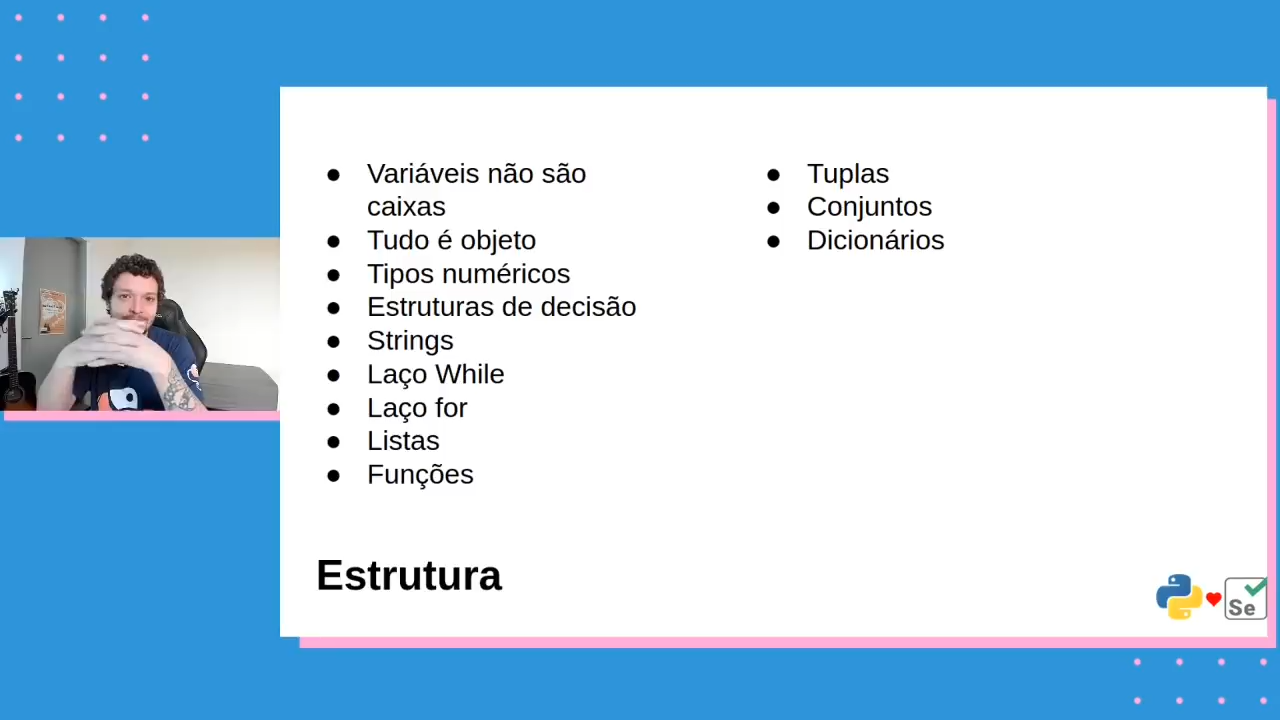 Variáveis não são
caixas
Tudo é objeto
Tipos numéricos
Estruturas de decisão
Strings
Laço While
Laço for
Listas
Funções
Tuplas
Conjuntos
Dicionários
Estrutura
Se